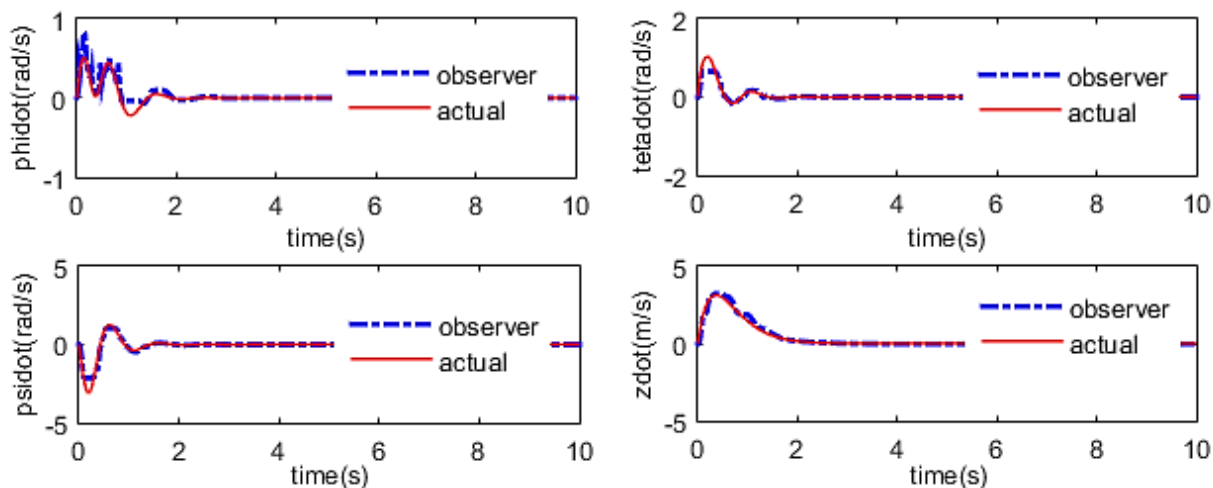 phidot(rad/s)
1
0
-1
observer
actual
0 2 4 6 8 10
time(s)
tetadot(rad/s)
2
0
-2
observer
actual
0 2 4 6 8 10
time(s)
psidot(rad/s)
5
0
-5
observer
actual
0 2 4 6 8 10
time(s)
zdot(m/s)
5
0
-5
observer
actual
0 2 4 6 8 10
time(s)